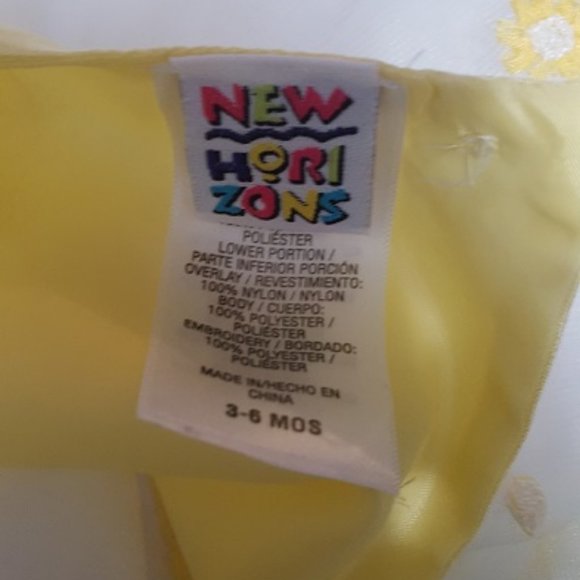 NEW
HORI
ZONS
POLIÉSTER
LOWER PORTION /
PARTE INFERIOR PORCIÓN
OVERLAY / REVESTIMIENTO:
100% NYLON / NYLON
BODY / CUERPO:
100% POLYESTER /
POLIÉSTER
EMBROIDERY / BORDADO:
100% POLYESTER /
POLIÉSTER
MADE IN/HECHO EN
CHINA
3-6 MOS